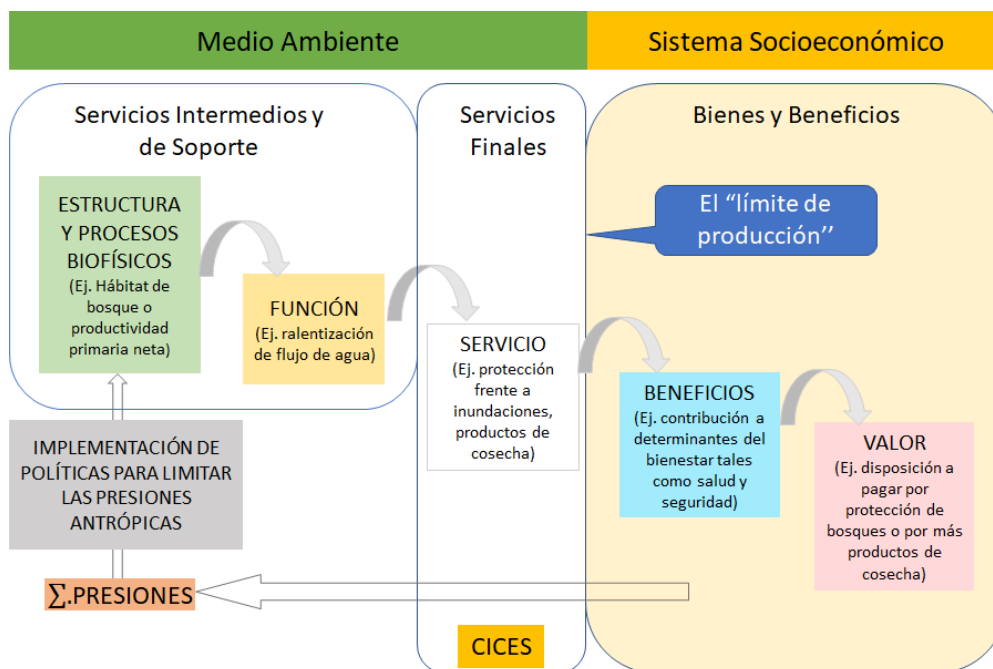 Medio Ambiente
Sistema Socioeconómico
Servicios Intermedios y
de Soporte
Servicios
Finales
Bienes y Beneficios
ESTRUCTURA
Y PROCESOS
BIOFÍSICOS
(Ej. Hábitat de
bosque o
productividad
primaria neta)
FUNCIÓN
(Ej. ralentización
de flujo de agua)
SERVICIO
(Ej. protección
frente a
inundaciones,
productos de
cosecha)
El “límite de
producción’’
BENEFICIOS
(Ej. contribución a
determinantes del
bienestar tales
como salud y
seguridad)
VALOR
(Ej. disposición a
pagar por
protección de
bosques o por más
productos de
cosecha)
IMPLEMENTACIÓN DE
POLÍTICAS PARA LIMITAR
LAS PRESIONES
ANTRÓPICAS
∑.PRESIONES
CICES